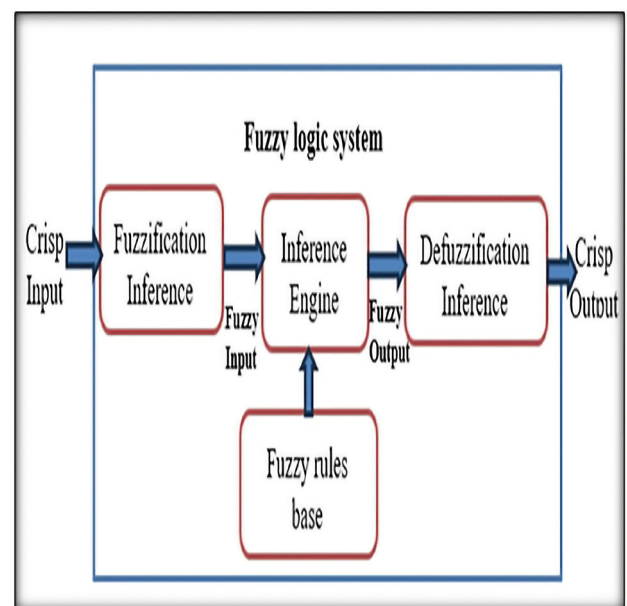 Fuzzy logic system
Crisp
Input
Fuzzification
Inference
Fuzzy
Input
Inference
Engine
Fuzzy
Output
Defuzzification
Inference
Crisp
Output
Fuzzy rules
base